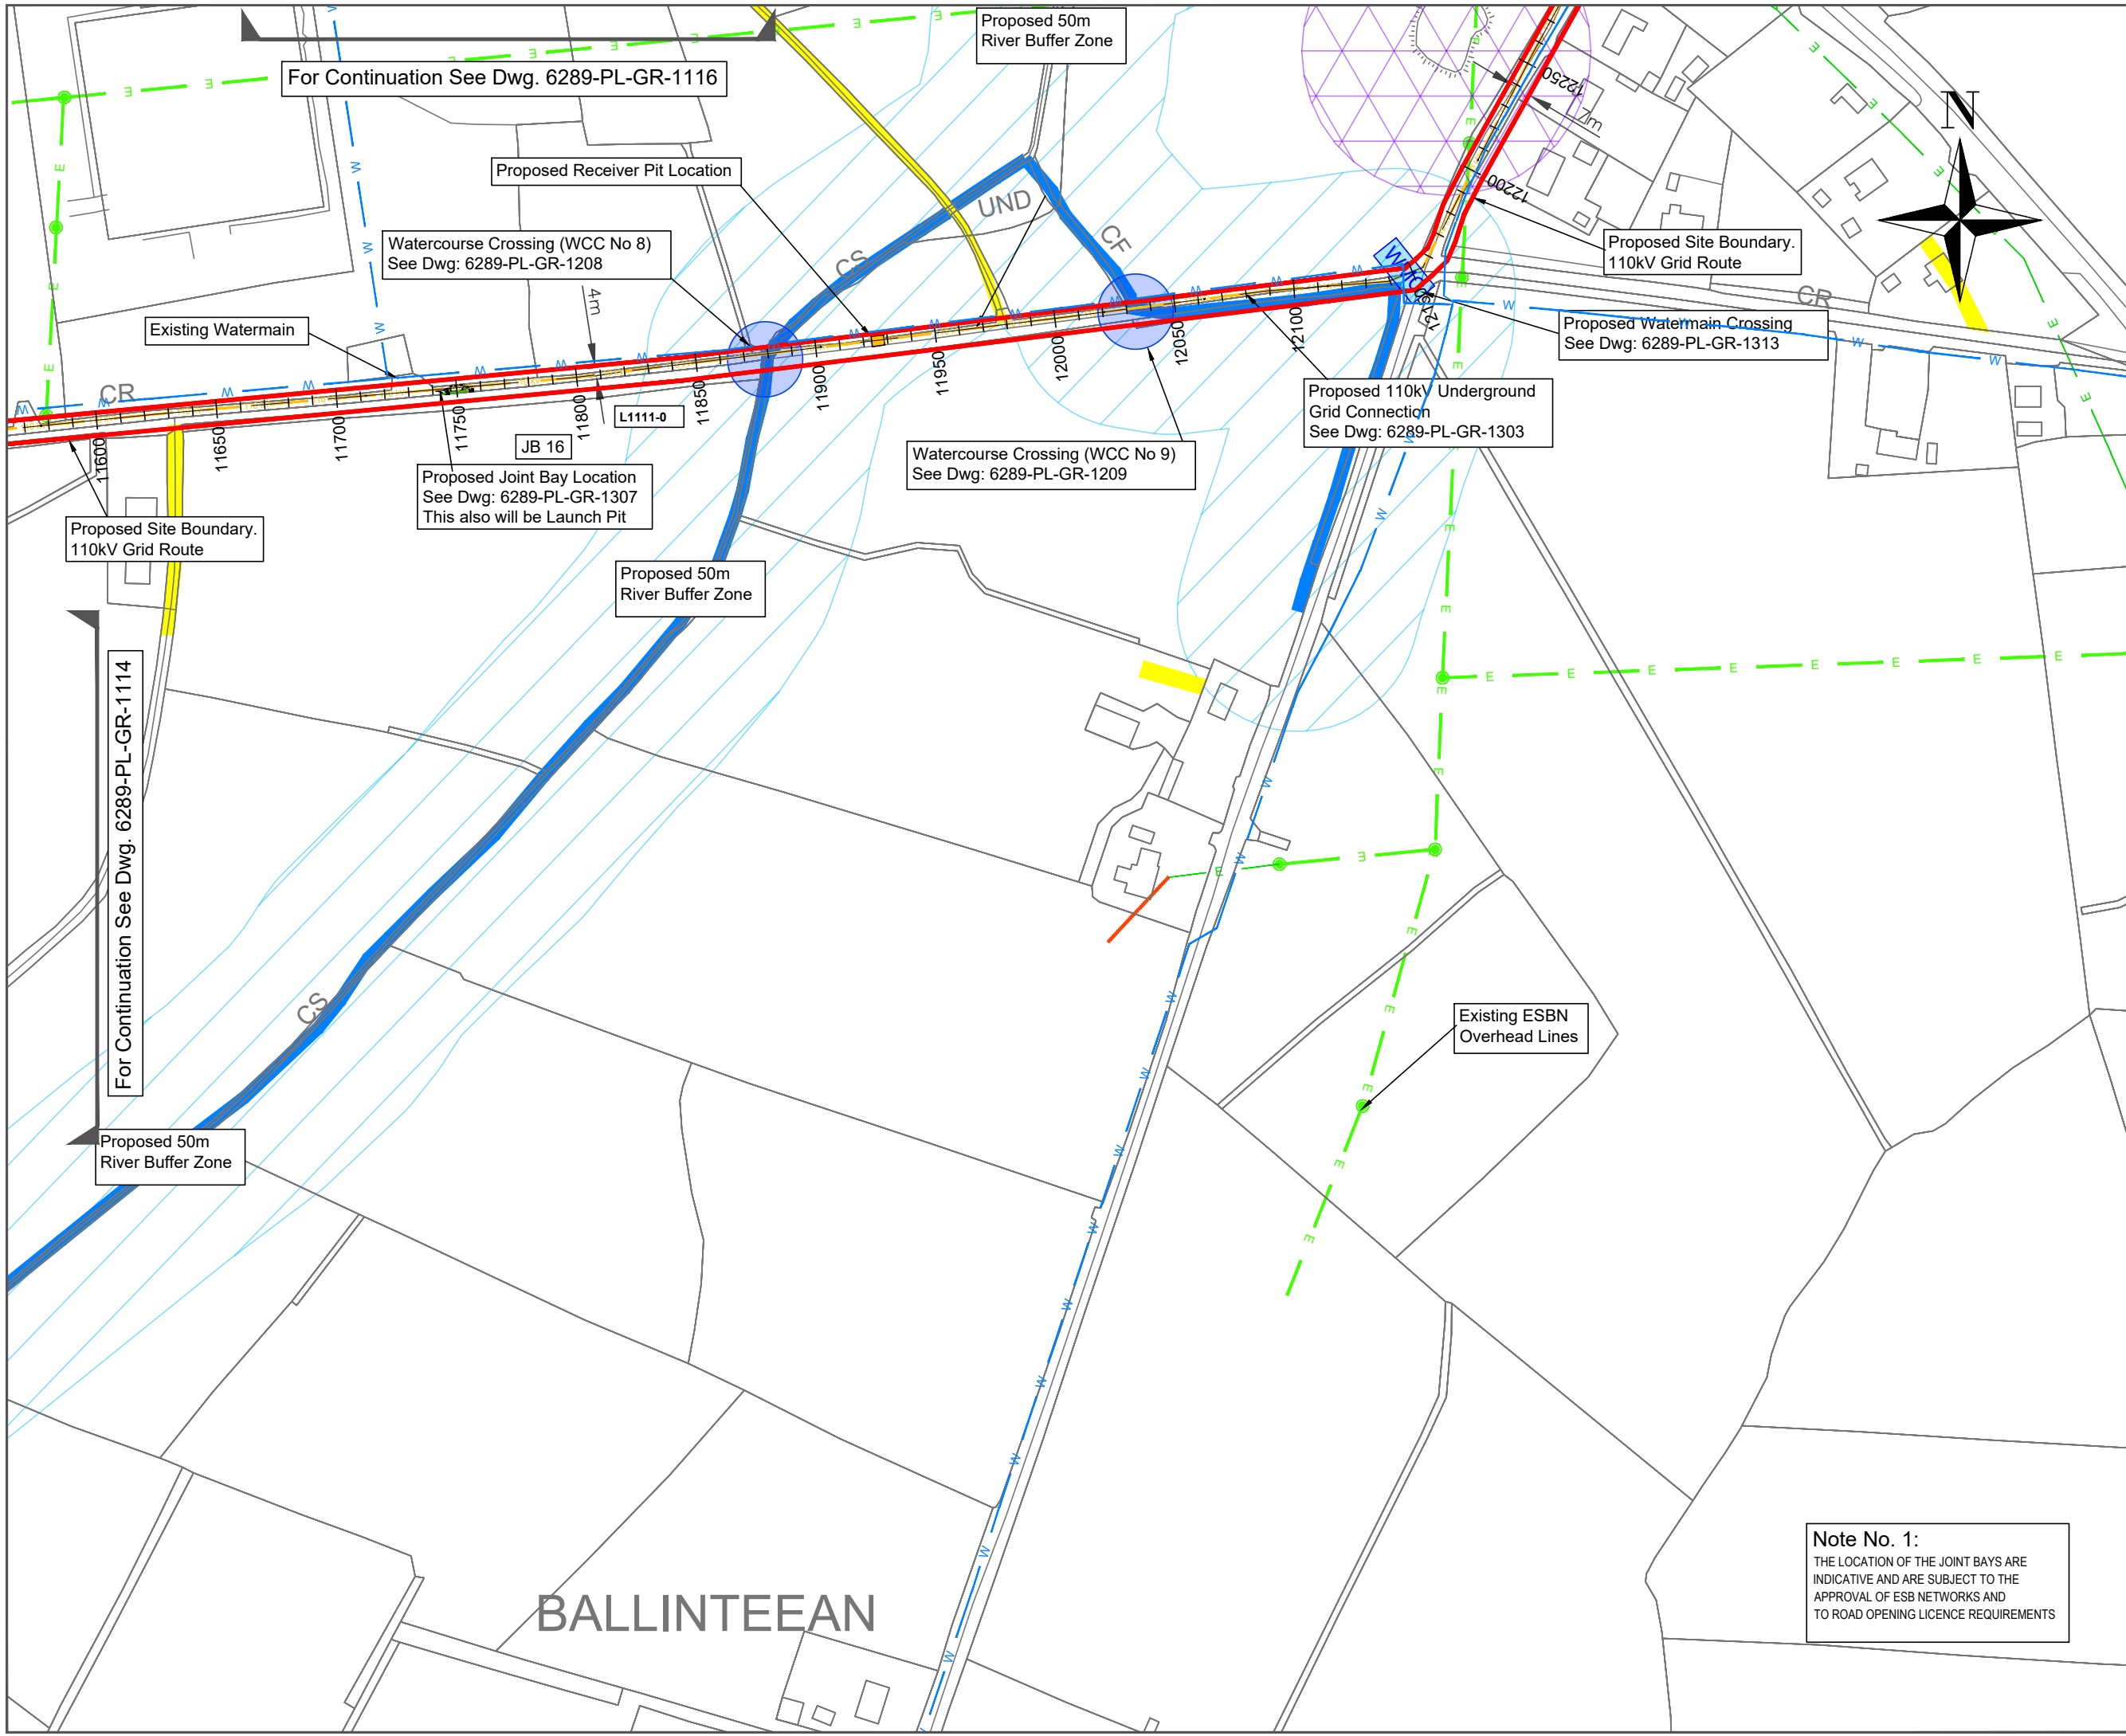 Proposed 50m
River Buffer Zone
For Continuation See Dwg. 6289-PL-GR-1116
N
12250
7m
12200
Proposed Receiver Pit Location
UND
CF
CS
Watercourse Crossing (WCC No 8)
See Dwg: 6289-PL-GR-1208
Proposed Site Boundary.
110kV Grid Route
CR
4m
Existing Watermain
Proposed Watermain Crossing
See Dwg: 6289-PL-GR-1313
CR
11600
11650
11700
11750
11800
11850
11900
11950
12000
12050
12100
L1111-0
JB 16
Proposed 110kV Underground
Grid Connection
See Dwg: 6289-PL-GR-1303
Watercourse Crossing (WCC No 9)
See Dwg: 6289-PL-GR-1209
Proposed Joint Bay Location
See Dwg: 6289-PL-GR-1307
This also will be Launch Pit
Proposed Site Boundary.
110kV Grid Route
Proposed 50m
River Buffer Zone
For Continuation See Dwg. 6289-PL-GR-1114
CS
Existing ESBN
Overhead Lines
Proposed 50m
River Buffer Zone
Note No. 1:
THE LOCATION OF THE JOINT BAYS ARE
INDICATIVE AND ARE SUBJECT TO THE
APPROVAL OF ESB NETWORKS AND
TO ROAD OPENING LICENCE REQUIREMENTS
BALLINTEEAN